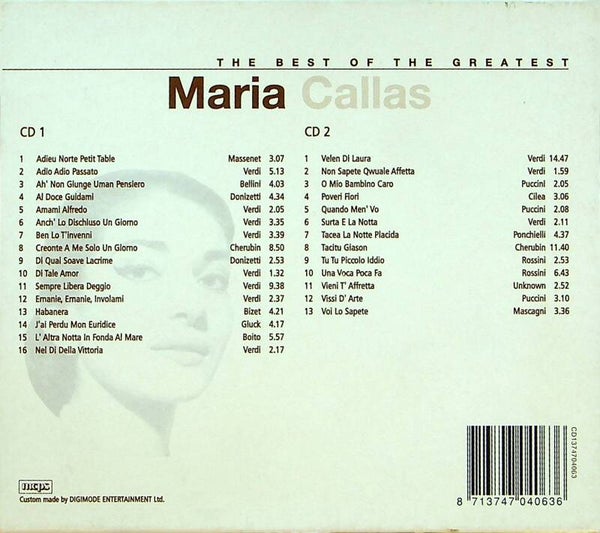 THE BEST OF THE GREATEST
Maria Callas
CD 1
1 Adieu Norte Petit Table Massenet 3.07
2 Adio Adio Passato Verdi 5.13
3 Ah' Non Glunge Uman Pensiero Bellini 4.03
4 Al Doce Guidami Donizetti 4.34
5 Amami Alfredo Verdi 2.05
6 Anch' Lo Dischluso Un Giorno Verdi 3.35
7 Ben Lo T'invenni Verdi 3.39
8 Creonte A Me Solo Un Glorno Cherubin 8.50
9 Di Qual Soave Lacrime Donizetti 2.53
10 Di Tale Amor Verdi 1.32
11 Sempre Libera Deggio Verdi 9.38
12 Emanie, Emanie, Involami Verdi 2.37
13 Habanera Bizet 4.21
14 J'ai Perdu Mon Euridice Gluck 4.17
15 L' Altra Notta In Fonda Al Mare Boito 5.57
16 Nel Di Della Vittoria Verdi 2.17
CD 2
1 Velen Di Laura Verdi 14.47
2 Non Sapete Qwuale Affetta Verdi 1.59
3 O Mio Bambino Caro Puccini 2.05
4 Poveri Fiori Cilea 3.06
5 Quando Men' Vo Puccini 2.08
6 Surta E La Notta Verdi 2.11
7 Tacea La Notte Placida Ponchielli 4.37
8 Tacitu Glason Cherubin 11.40
9 Tu Tu Piccolo Iddio Rossini 2.53
10 Una Voca Poca Fa Rossini 6.43
11 Vieni T' Affretta Unknown 2.52
12 Vissi D' Arte Puccini 3.10
13 Voi Lo Sapete Mascagni 3.36
mcps
Custom made by DIGIMODE ENTERTAINMENT Ltd.
CD1374704063
8 713747 040636